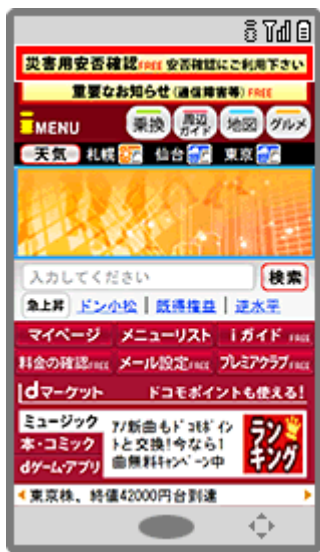 災害用安否確認FREE 安否確認にご利用下さい
重要なお知らせ(通信障害等) FREE
iMENU 乗換 周辺ガイド 地図 グルメ
天気 札幌 仙台 東京
入力してください 検索
急上昇 ドン小松 | 既得権益 | 逆水平
マイページ メニューリスト iガイド FREE
料金の確認FREE メール設定FREE プレミアクラブFREE
dマーケット ドコモポイントも使える!
ミュージック
本・コミック
dゲーム・アプリ
アノ新曲もドコモポイン
トと交換!今なら1
曲無料キャンペーン中
ランキング
東京株、終値42000円台到達